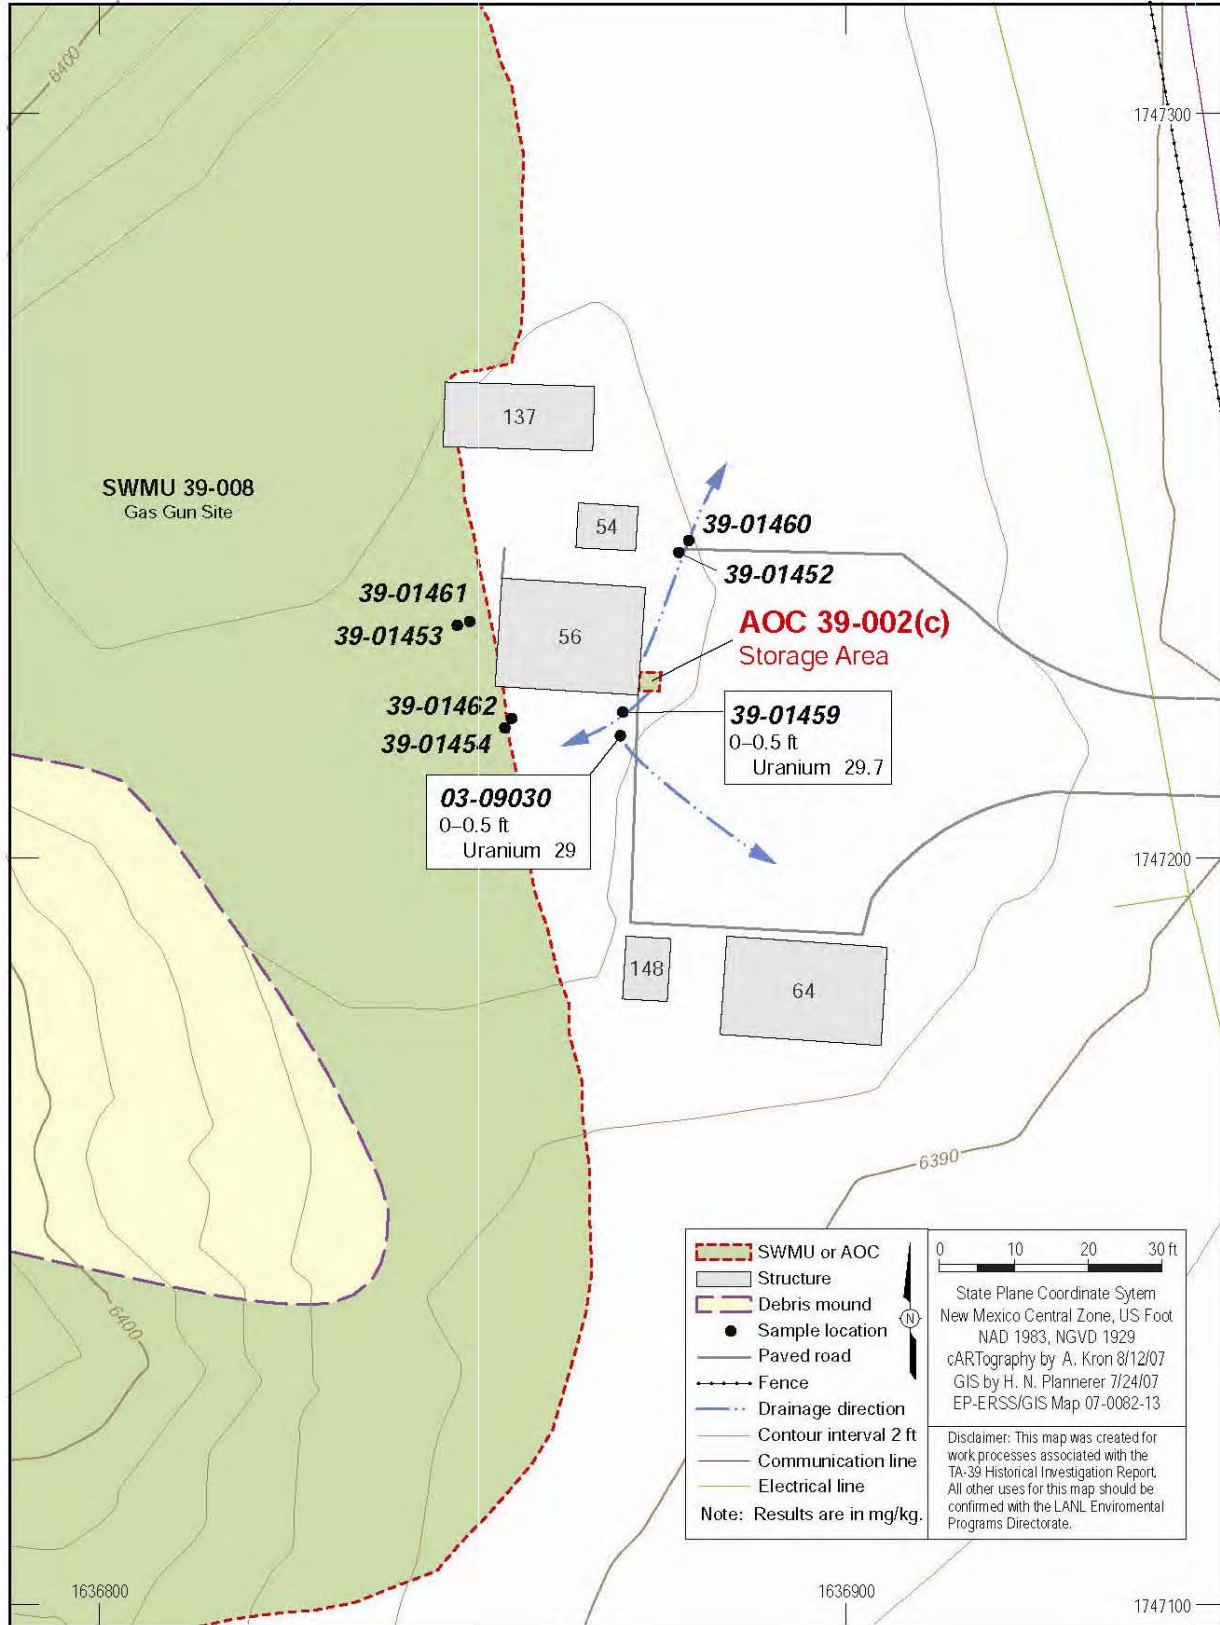 6400
1747300
137
SWMU 39-008
Gas Gun Site
54
39-01460
39-01452
39-01461
39-01453
56
AOC 39-002(c)
Storage Area
39-01462
39-01454
39-01459
0–0.5 ft
Uranium 29.7
03-09030
0–0.5 ft
Uranium 29
1747200
148
64
6390
6400
SWMU or AOC
Structure
Debris mound
Sample location
Paved road
Fence
Drainage direction
Contour interval 2 ft
Communication line
Electrical line
Note: Results are in mg/kg.
N
0 10 20 30 ft
State Plane Coordinate Sytem
New Mexico Central Zone, US Foot
NAD 1983, NGVD 1929
cARTography by A. Kron 8/12/07
GIS by H. N. Plannerer 7/24/07
EP-ERSS/GIS Map 07-0082-13
Disclaimer: This map was created for
work processes associated with the
TA-39 Historical Investigation Report.
All other uses for this map should be
confirmed with the LANL Enviromental
Programs Directorate.
1636800
1636900
1747100